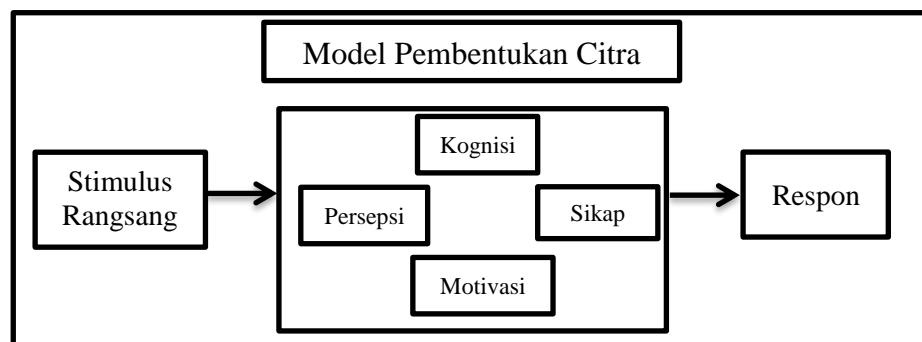 Model Pembentukan Citra
Stimulus
Rangsang
Kognisi
Persepsi
Sikap
Motivasi
Respon